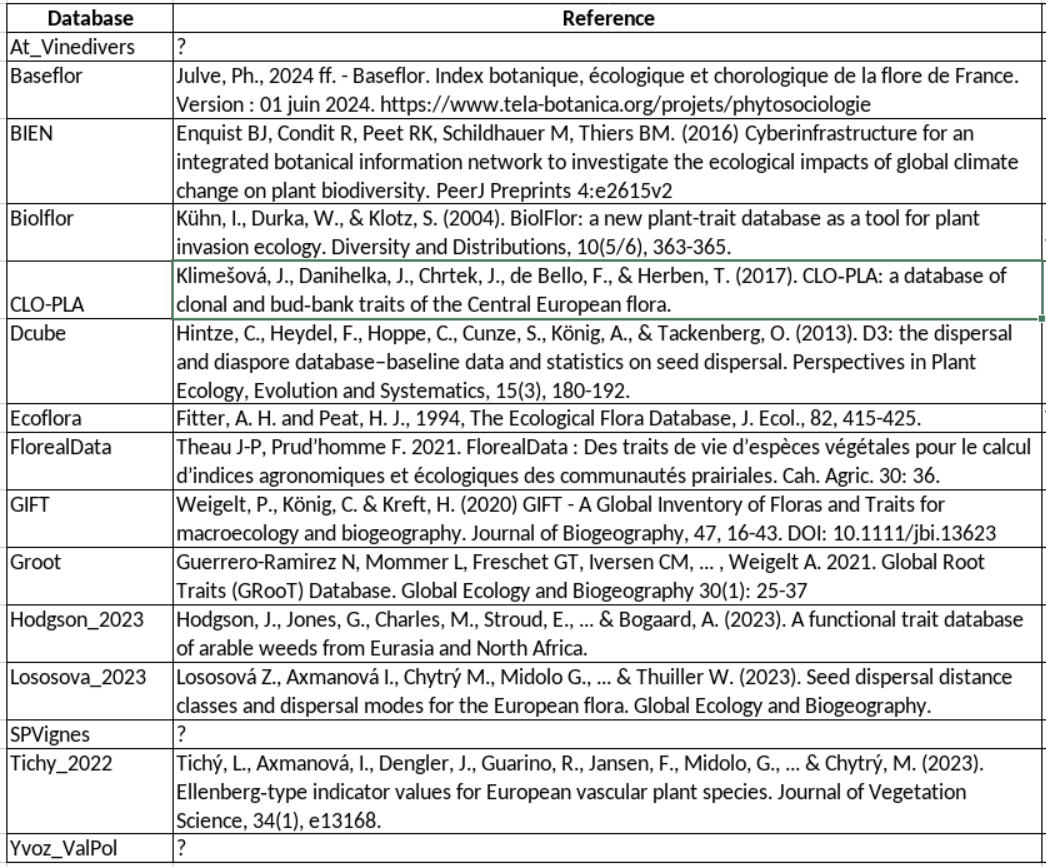 Database Reference
At_Vinedivers ?
Baseflor Julve, Ph., 2024 ff. - Baseflor. Index botanique, écologique et chorologique de la flore de France.
Version : 01 juin 2024. https://www.tela-botanica.org/projets/phytosociologie
BIEN Enquist BJ, Condit R, Peet RK, Schildhauer M, Thiers BM. (2016) Cyberinfrastructure for an
integrated botanical information network to investigate the ecological impacts of global climate
change on plant biodiversity. PeerJ Preprints 4:e2615v2
Biolflor Kühn, I., Durka, W., & Klotz, S. (2004). BiolFlor: a new plant-trait database as a tool for plant
invasion ecology. Diversity and Distributions, 10(5/6), 363-365.
Klimešová, J., Danihelka, J., Chrtek, J., de Bello, F., & Herben, T. (2017). CLO-PLA: a database of
CLO-PLA clonal and bud-bank traits of the Central European flora.
Dcube Hintze, C., Heydel, F., Hoppe, C., Cunze, S., König, A., & Tackenberg, O. (2013). D3: the dispersal
and diaspore database–baseline data and statistics on seed dispersal. Perspectives in Plant
Ecology, Evolution and Systematics, 15(3), 180-192.
Ecoflora Fitter, A. H. and Peat, H. J., 1994, The Ecological Flora Database, J. Ecol., 82, 415-425.
FlorealData Theau J-P, Prud’homme F. 2021. FlorealData : Des traits de vie d’espèces végétales pour le calcul
d’indices agronomiques et écologiques des communautés prairiales. Cah. Agric. 30: 36.
GIFT Weigelt, P., König, C. & Kreft, H. (2020) GIFT - A Global Inventory of Floras and Traits for
macroecology and biogeography. Journal of Biogeography, 47, 16-43. DOI: 10.1111/jbi.13623
Groot Guerrero-Ramirez N, Mommer L, Freschet GT, Iversen CM, ... , Weigelt A. 2021. Global Root
Traits (GRooT) Database. Global Ecology and Biogeography 30(1): 25-37
Hodgson_2023 Hodgson, J., Jones, G., Charles, M., Stroud, E., ... & Bogaard, A. (2023). A functional trait database
of arable weeds from Eurasia and North Africa.
Lososova_2023 Lososová Z., Axmanová I., Chytrý M., Midolo G., ... & Thuiller W. (2023). Seed dispersal distance
classes and dispersal modes for the European flora. Global Ecology and Biogeography.
SPVignes ?
Tichy_2022 Tichý, L., Axmanová, I., Dengler, J., Guarino, R., Jansen, F., Midolo, G., ... & Chytrý, M. (2023).
Ellenberg-type indicator values for European vascular plant species. Journal of Vegetation
Science, 34(1), e13168.
Yvoz_ValPol ?